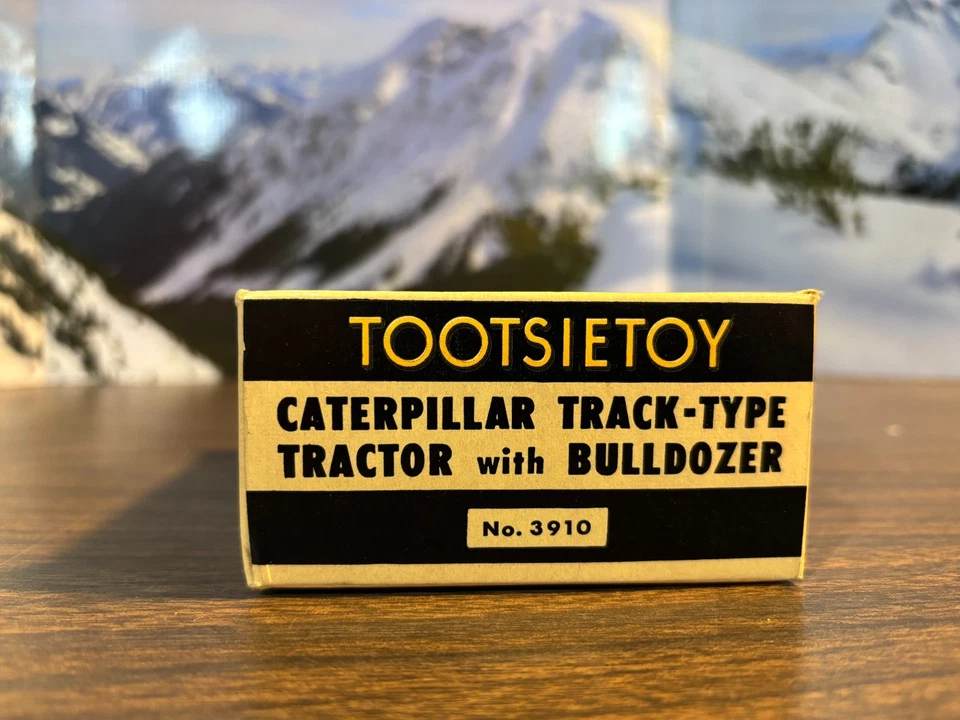 TOOTSIETOY
CATERPILLAR TRACK-TYPE
TRACTOR with BULLDOZER
No. 3910